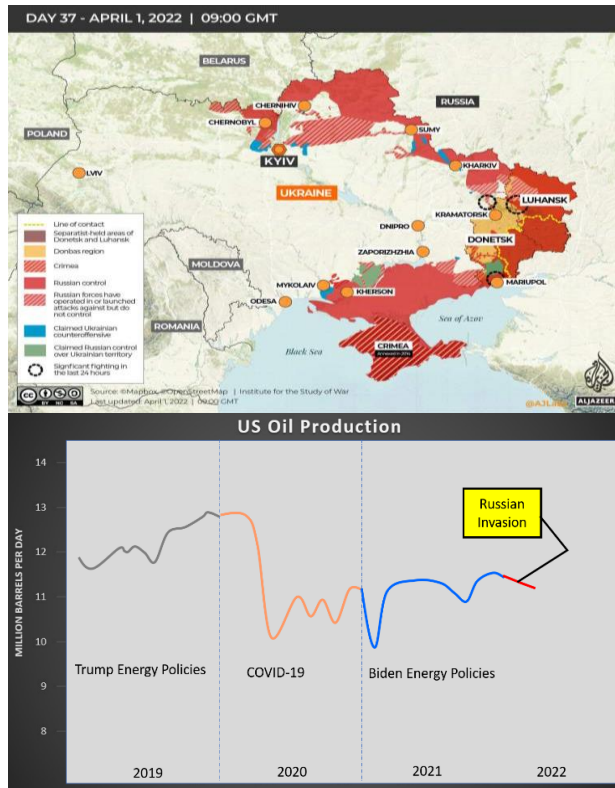 DAY 37 - APRIL 1, 2022 | 09:00 GMT
BELARUS
RUSSIA
CHERNIHIV
CHERNOBYL
SUMY
POLAND
KYIV
KHARKIV
LVIV
UKRAINE
LUHANSK
KRAMATORSK
DNIPRO
DONETSK
ZAPORIZHZHIA
MOLDOVA
MARIUPOL
MYKOLAIV
KHERSON
ODESA
ROMANIA
Sea of Azov
Black Sea
CRIMEA
Line of contact
Separatist-held areas of
Donetsk and Luhansk
Donbas region
Crimea
Russian control
Russian forces have
operated in or launched
attacks against but do
not control
Claimed Ukrainian
counteroffensive
Claimed Russian control
over Ukrainian territory
Signficant fighting in
the last 24 hours
CC BY NC SA
Source: ©Mapbox, ©OpenStreetMap | Institute for the Study of War
Last updated: April 1, 2022 | 09:00 GMT
ALJAZEERA
US Oil Production
MILLION BARRELS PER DAY
14
13
12
11
10
9
8
Russian
Invasion
Trump Energy Policies
COVID-19
Biden Energy Policies
2019
2020
2021
2022